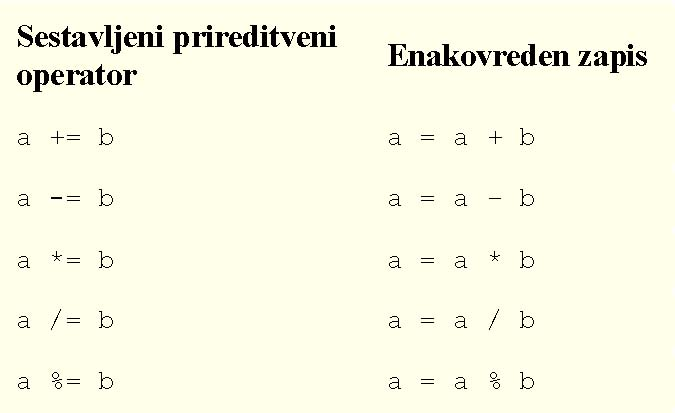 Sestavljeni prireditveni
operator
Enakovreden zapis
a += b
a = a + b
a -= b
a = a – b
a *= b
a = a * b
a /= b
a = a / b
a %= b
a = a % b